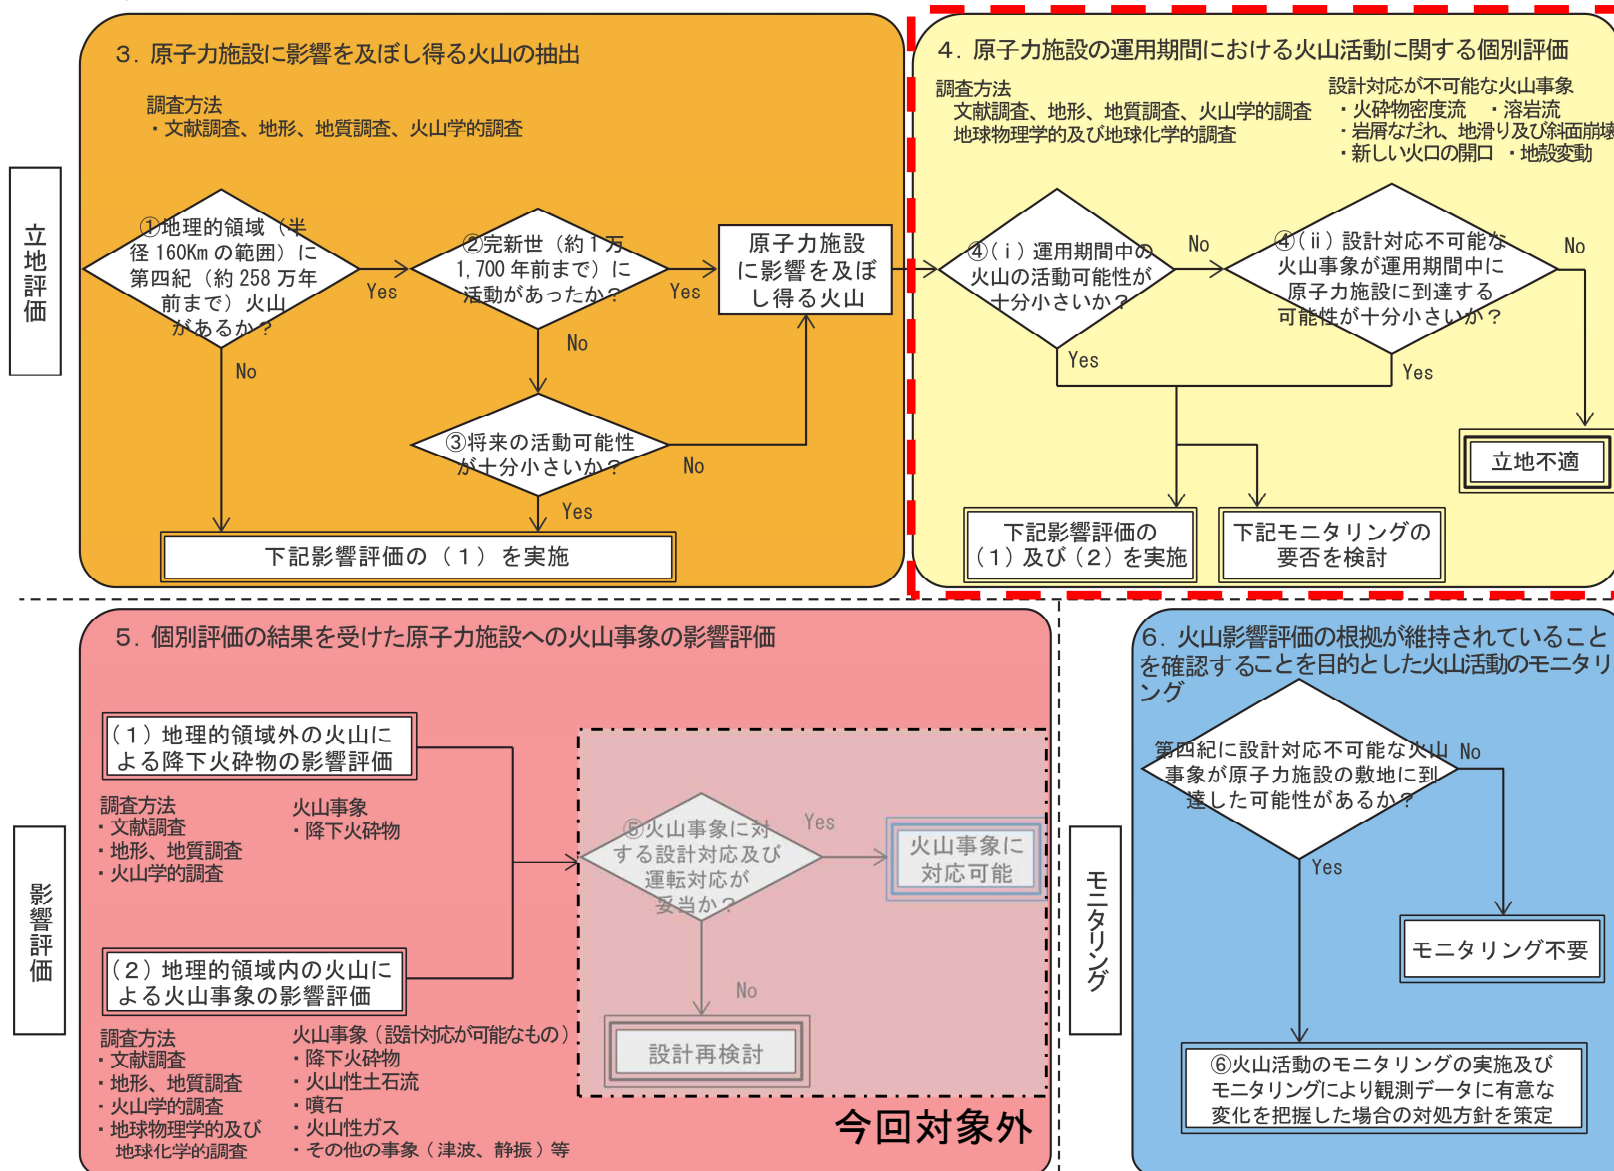 立地評価
3. 原子力施設に影響を及ぼし得る火山の抽出
調査方法
・文献調査、地形、地質調査、火山学的調査
①地理的領域（半
径 160Km の範囲）に
第四紀（約 258 万年
前まで）火山
があるか？
Yes
No
②完新世（約１万
1,700 年前まで）に
活動があったか？
Yes
No
③将来の活動可能性
が十分小さいか？
No
Yes
原子力施設
に影響を及ぼ
し得る火山
下記影響評価の（１）を実施
4. 原子力施設の運用期間における火山活動に関する個別評価
調査方法
文献調査、地形、地質調査、火山学的調査
地球物理学的及び地球化学的調査
設計対応が不可能な火山事象
・火砕物密度流 ・溶岩流
・岩屑なだれ、地滑り及び斜面崩壊
・新しい火口の開口 ・地殻変動
④(ⅰ) 運用期間中の
火山の活動可能性が
十分小さいか？
No
Yes
④(ⅱ) 設計対応不可能な
火山事象が運用期間中に
原子力施設に到達する
可能性が十分小さいか？
No
Yes
立地不適
下記影響評価の
（１）及び（２）を実施
下記モニタリングの
要否を検討
影響評価
5. 個別評価の結果を受けた原子力施設への火山事象の影響評価
（１）地理的領域外の火山に
よる降下火砕物の影響評価
調査方法
・文献調査
・地形、地質調査
・火山学的調査
火山事象
・降下火砕物
（２）地理的領域内の火山に
よる火山事象の影響評価
調査方法
・文献調査
・地形、地質調査
・火山学的調査
・地球物理学的及び
地球化学的調査
火山事象（設計対応が可能なもの）
・降下火砕物
・火山性土石流
・噴石
・火山性ガス
・その他の事象（津波、静振）等
⑤火山事象に対
する設計対応及び
運転対応が
妥当か？
Yes
No
火山事象に
対応可能
設計再検討
今回対象外
モニタリング
6. 火山影響評価の根拠が維持されていること
を確認することを目的とした火山活動のモニタリ
ング
第四紀に設計対応不可能な火山
事象が原子力施設の敷地に到
達した可能性があるか？
No
Yes
モニタリング不要
⑥火山活動のモニタリングの実施及び
モニタリングにより観測データに有意な
変化を把握した場合の対処方針を策定